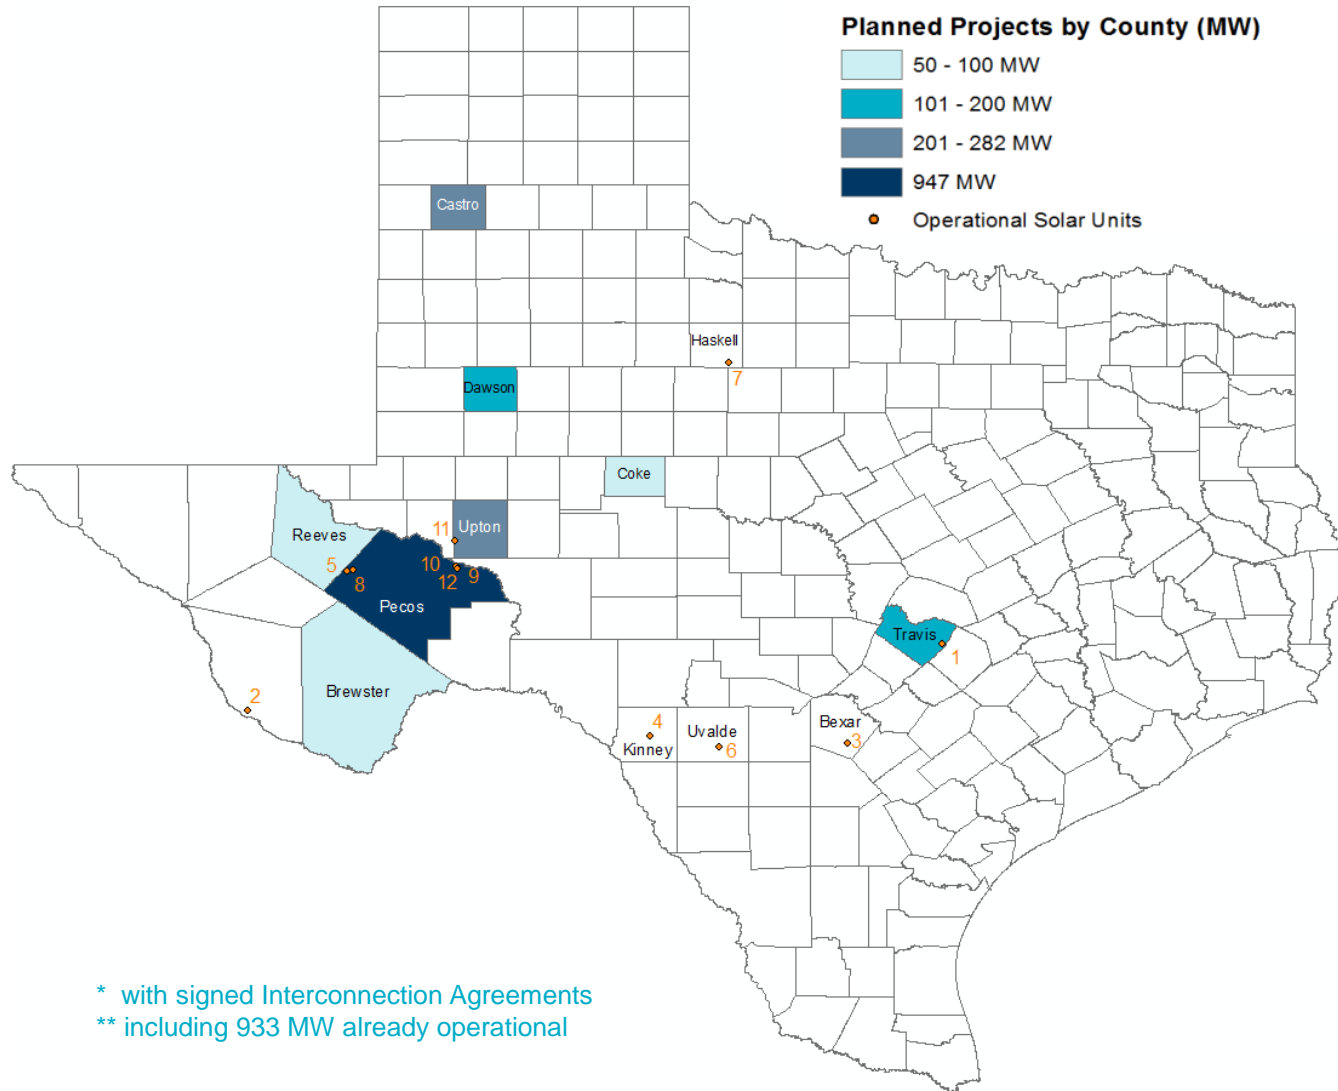 Planned Projects by County (MW)
50 - 100 MW
101 - 200 MW
201 - 282 MW
947 MW
Operational Solar Units
Castro
Haskell
7
Dawson
Coke
Reeves
11
Upton
5
8
10
12
9
Pecos
Travis
1
Brewster
2
4
Kinney
Uvalde
6
Bexar
3
* with signed Interconnection Agreements
** including 933 MW already operational